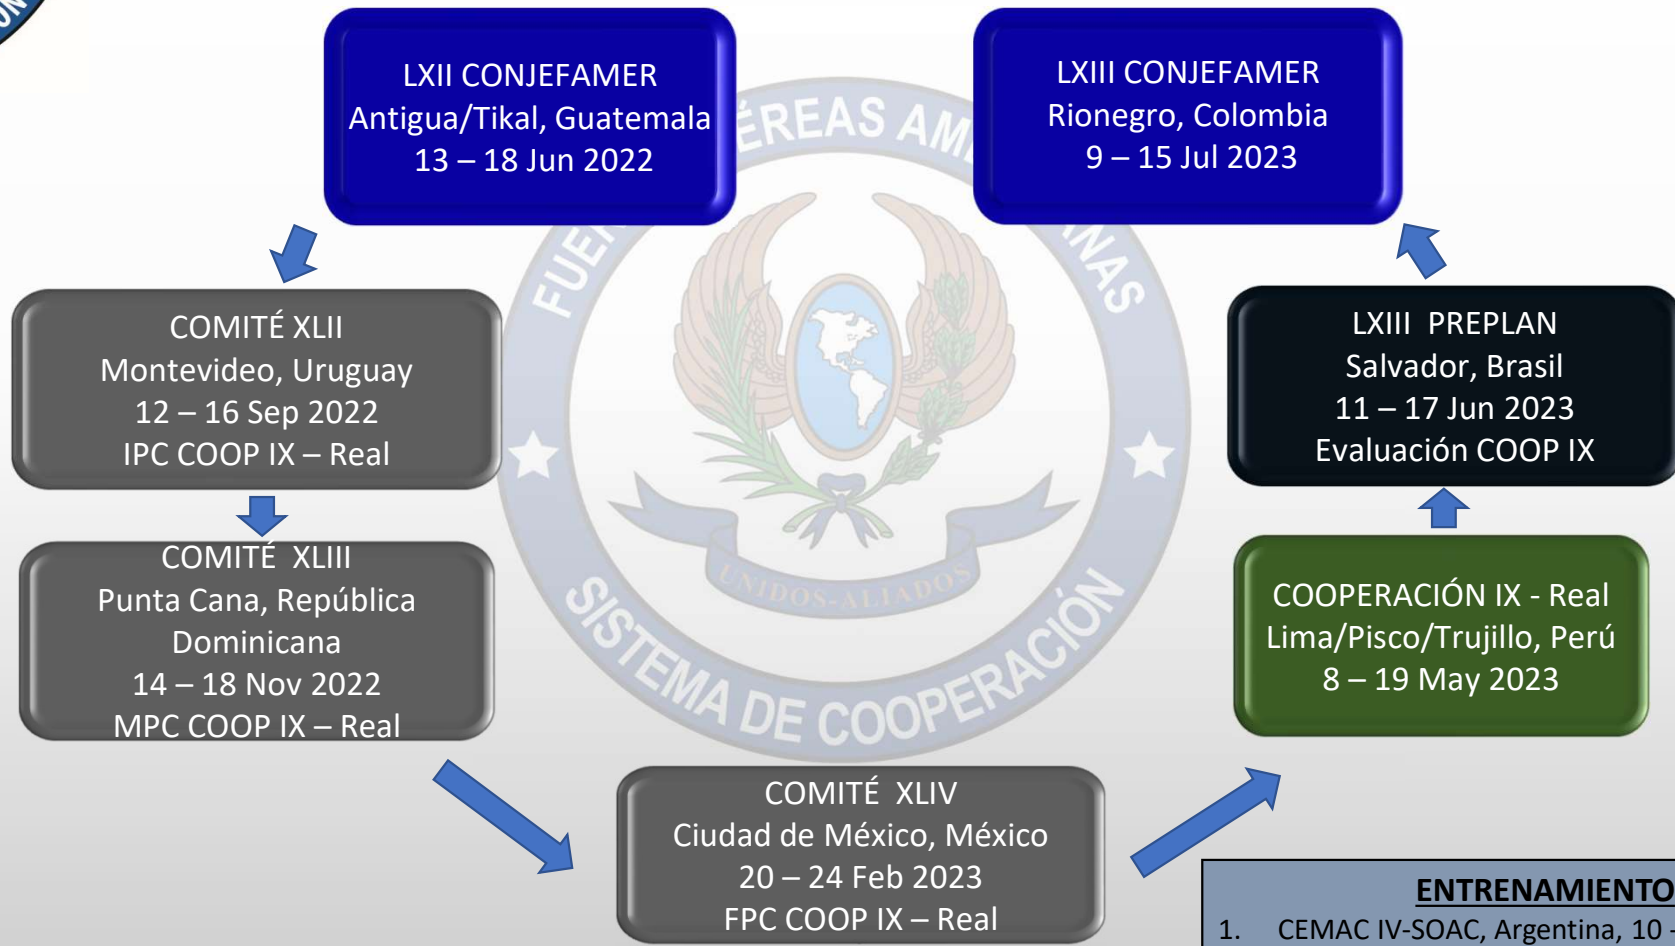 LXII CONJEFAMER
Antigua/Tikal, Guatemala
13 – 18 Jun 2022
LXIII CONJEFAMER
Rionegro, Colombia
9 – 15 Jul 2023
COMITÉ XLII
Montevideo, Uruguay
12 – 16 Sep 2022
IPC COOP IX – Real
LXIII PREPLAN
Salvador, Brasil
11 – 17 Jun 2023
Evaluación COOP IX
COMITÉ XLIII
Punta Cana, República
Dominicana
14 – 18 Nov 2022
MPC COOP IX – Real
COOPERACIÓN IX - Real
Lima/Pisco/Trujillo, Perú
8 – 19 May 2023
COMITÉ XLIV
Ciudad de México, México
20 – 24 Feb 2023
FPC COOP IX – Real
UNIDOS-ALIADOS
SISTEMA DE COOPERACIÓN
ENTRENAMIENTO
1. CEMAC IV-SOAC, Argentina, 10 -